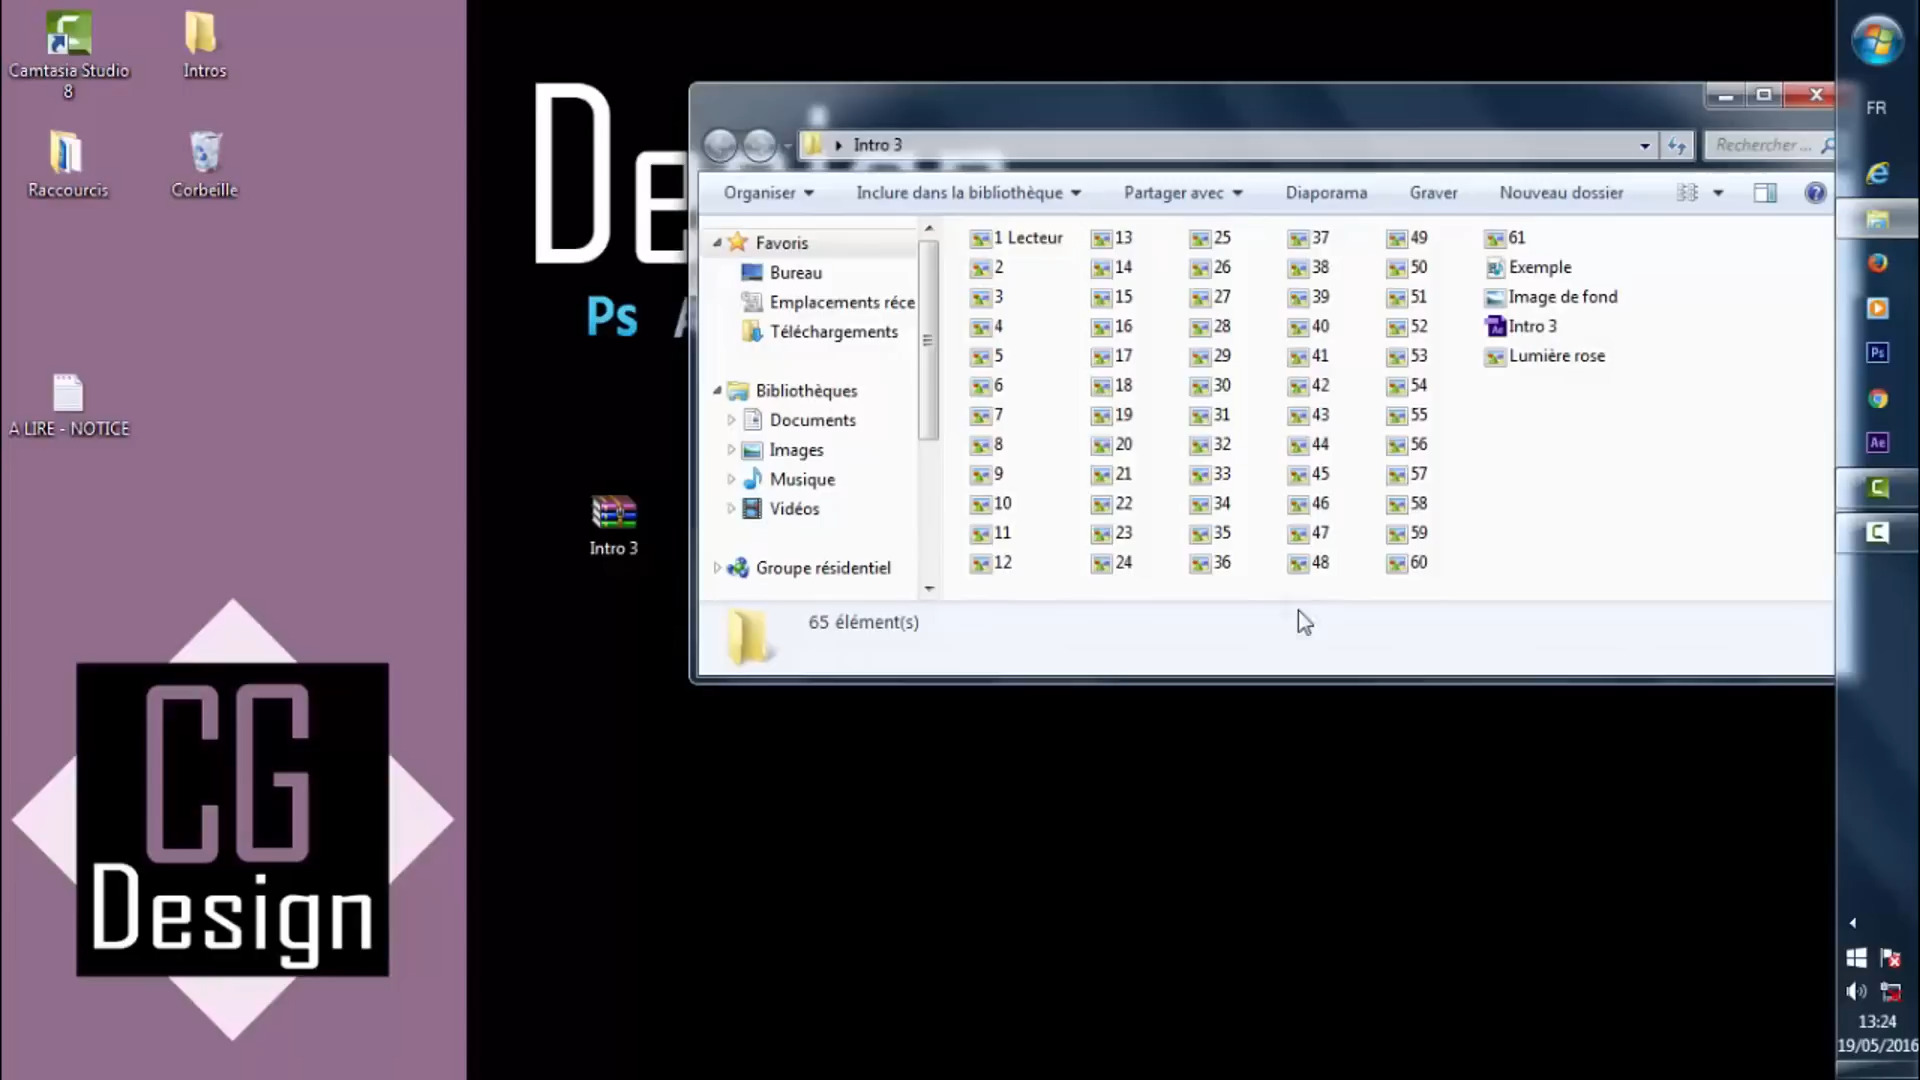 Camtasia Studio
8
Intros
Raccourcis
Corbeille
A LIRE - NOTICE
CG
Design
De
Ps
Intro 3
Intro 3
Rechercher ...
Organiser
Inclure dans la bibliothèque
Partager avec
Diaporama
Graver
Nouveau dossier
Favoris
Bureau
Emplacements réce
Téléchargements
Bibliothèques
Documents
Images
Musique
Vidéos
Groupe résidentiel
1 Lecteur
2
3
4
5
6
7
8
9
10
11
12
13
14
15
16
17
18
19
20
21
22
23
24
25
26
27
28
29
30
31
32
33
34
35
36
37
38
39
40
41
42
43
44
45
46
47
48
49
50
51
52
53
54
55
56
57
58
59
60
61
Exemple
Image de fond
Intro 3
Lumière rose
65 élément(s)
FR
Ps
Ae
13:24
19/05/2016